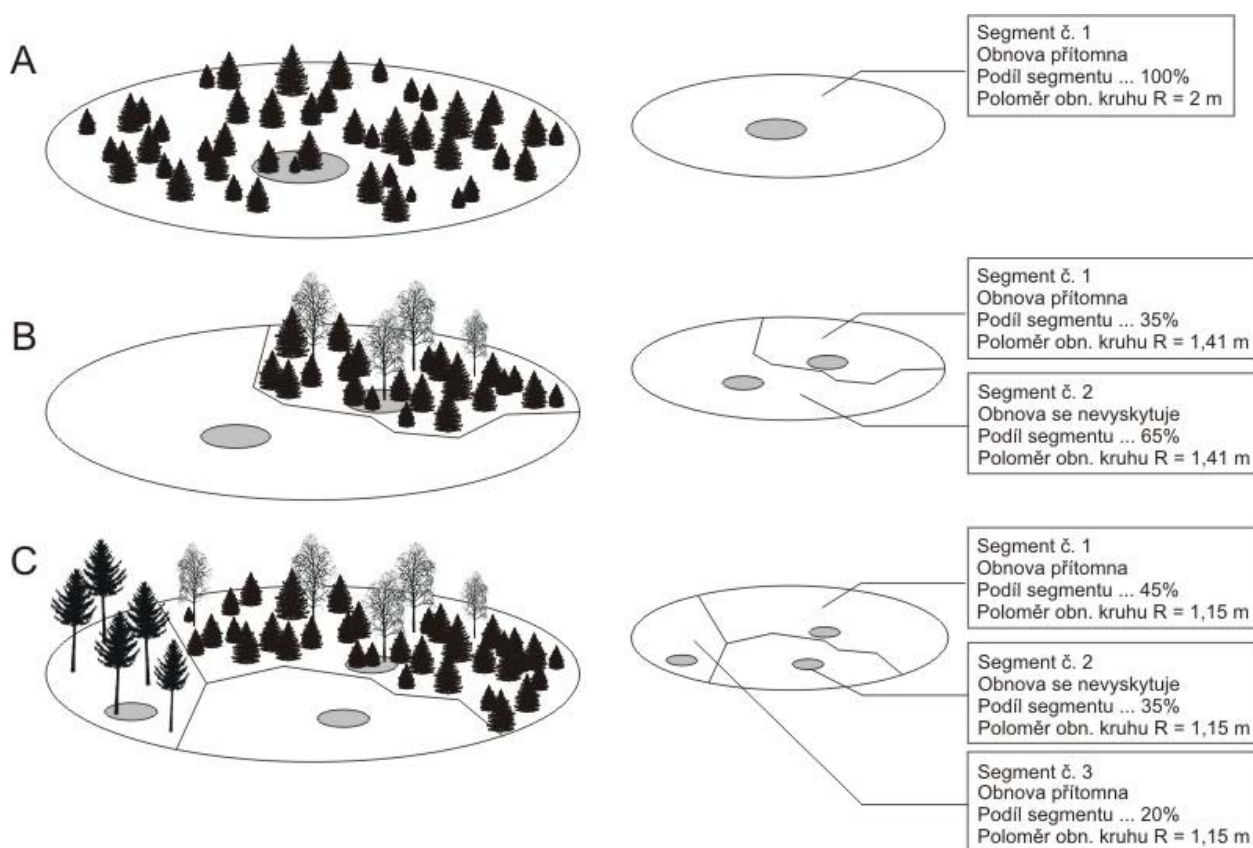 A
Segment č. 1
Obnova přítomna
Podíl segmentu ... 100%
Poloměr obn. kruhu R = 2 m
B
Segment č. 1
Obnova přítomna
Podíl segmentu ... 35%
Poloměr obn. kruhu R = 1,41 m
Segment č. 2
Obnova se nevyskytuje
Podíl segmentu ... 65%
Poloměr obn. kruhu R = 1,41 m
C
Segment č. 1
Obnova přítomna
Podíl segmentu ... 45%
Poloměr obn. kruhu R = 1,15 m
Segment č. 2
Obnova se nevyskytuje
Podíl segmentu ... 35%
Poloměr obn. kruhu R = 1,15 m
Segment č. 3
Obnova přítomna
Podíl segmentu ... 20%
Poloměr obn. kruhu R = 1,15 m